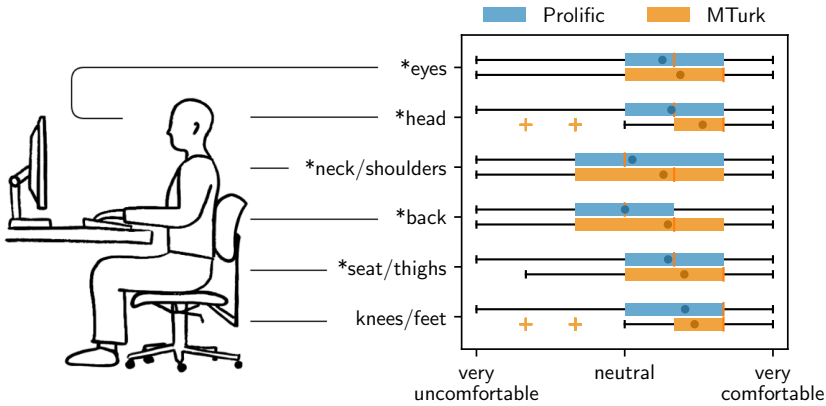 Prolific MTurk
*eyes
*head
*neck/shoulders
*back
*seat/thighs
knees/feet
very uncomfortable
neutral
very comfortable